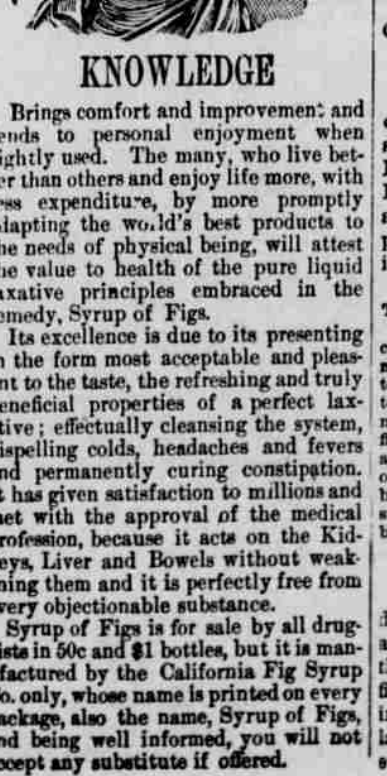 KNOWLEDGE
Brings comfort and improvement and
ends to personal enjoyment when
ightly used. The many, who live bet-
er than others and enjoy life more, with
ess expenditure, by more promptly
dapting the world's best products to
he needs of physical being, will attest
he value to health of the pure liquid
axative principles embraced in the
emedy, Syrup of Figs.
Its excellence is due to its presenting
n the form most acceptable and pleas-
nt to the taste, the refreshing and truly
eneficial properties of a perfect lax-
tive; effectually cleansing the system,
ispelling colds, headaches and fevers
nd permanently curing constipation.
t has given satisfaction to millions and
et with the approval of the medical
rofession, because it acts on the Kid-
eys, Liver and Bowels without weak-
ning them and it is perfectly free from
very objectionable substance.
Syrup of Figs is for sale by all drug-
ists in 50c and $1 bottles, but it is man-
factured by the California Fig Syrup
o. only, whose name is printed on every
ackage, also the name, Syrup of Figs,
nd being well informed, you will not
ccept any substitute if offered.